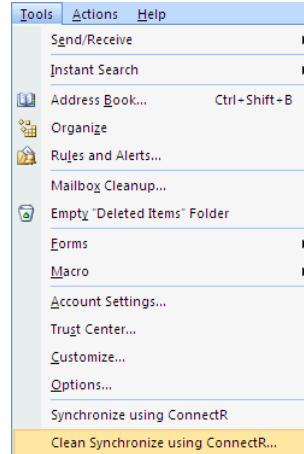 Tools Actions Help
Send/Receive
Instant Search
Address Book... Ctrl+Shift+B
Organize
Rules and Alerts...
Mailbox Cleanup...
Empty "Deleted Items" Folder
Forms
Macro
Account Settings...
Trust Center...
Customize...
Options...
Synchronize using ConnectR
Clean Synchronize using ConnectR...